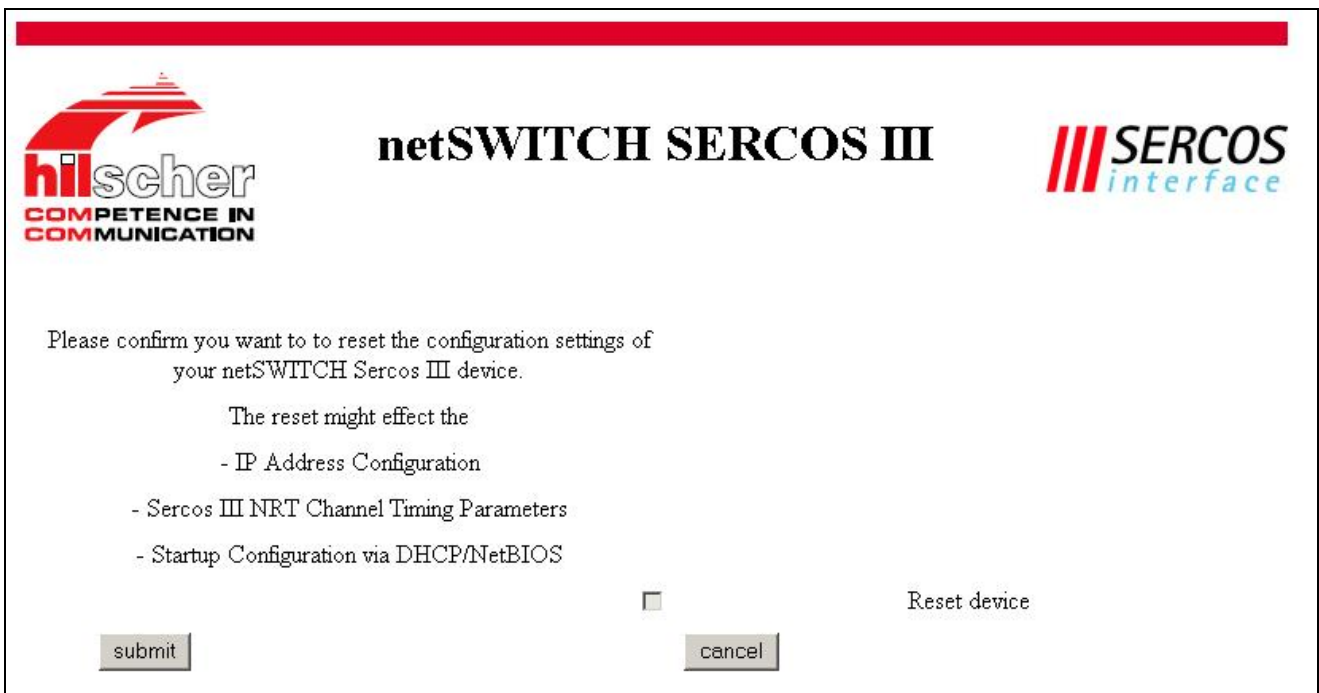 hilscher
COMPETENCE IN
COMMUNICATION
netSWITCH SERCOS III
SERCOS
interface
Please confirm you want to to reset the configuration settings of
your netSWITCH Sercos III device.
The reset might effect the
- IP Address Configuration
- Sercos III NRT Channel Timing Parameters
- Startup Configuration via DHCP/NetBIOS
Reset device
submit
cancel